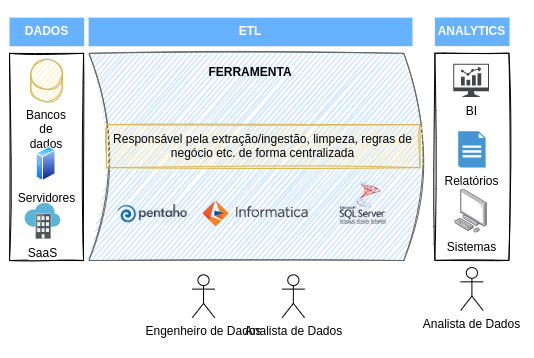 DADOS
ETL
ANALYTICS
FERRAMENTA
Bancos
de
dados
Servidores
SaaS
Responsável pela extração/ingestão, limpeza, regras de
negócio etc. de forma centralizada
pentaho
Informatica
Microsoft
SQL Server
SSAS SSIS SSRS
BI
Relatórios
Sistemas
Engenheiro de Dados
Analista de Dados
Analista de Dados